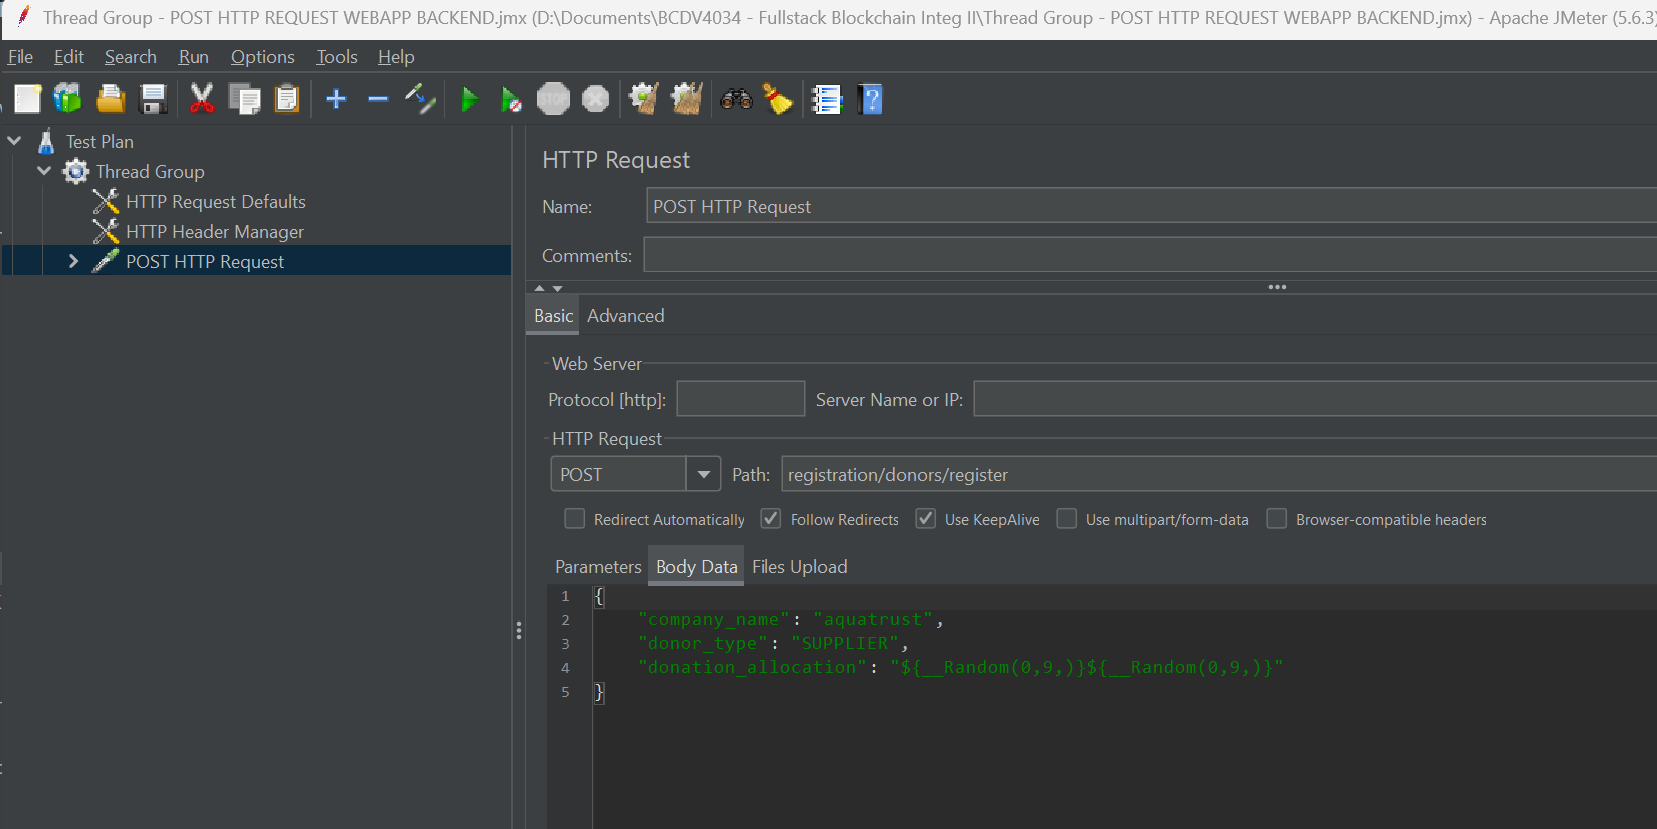 Thread Group - POST HTTP REQUEST WEBAPP BACKEND.jmx (D:\Documents\BCDV4034 - Fullstack Blockchain Integ II\Thread Group - POST HTTP REQUEST WEBAPP BACKEND.jmx) - Apache JMeter (5.6.3)
File Edit Search Run Options Tools Help
STOP
Test Plan
Thread Group
HTTP Request Defaults
HTTP Header Manager
POST HTTP Request
HTTP Request
Name: POST HTTP Request
Comments:
Basic Advanced
Web Server
Protocol [http]: Server Name or IP:
HTTP Request
POST Path: registration/donors/register
Redirect Automatically Follow Redirects Use KeepAlive Use multipart/form-data Browser-compatible headers
Parameters Body Data Files Upload
1 {
2 "company_name": "aquatrust",
3 "donor_type": "SUPPLIER",
4 "donation_allocation": "${__Random(0,9,)}${__Random(0,9,)}"
5 }